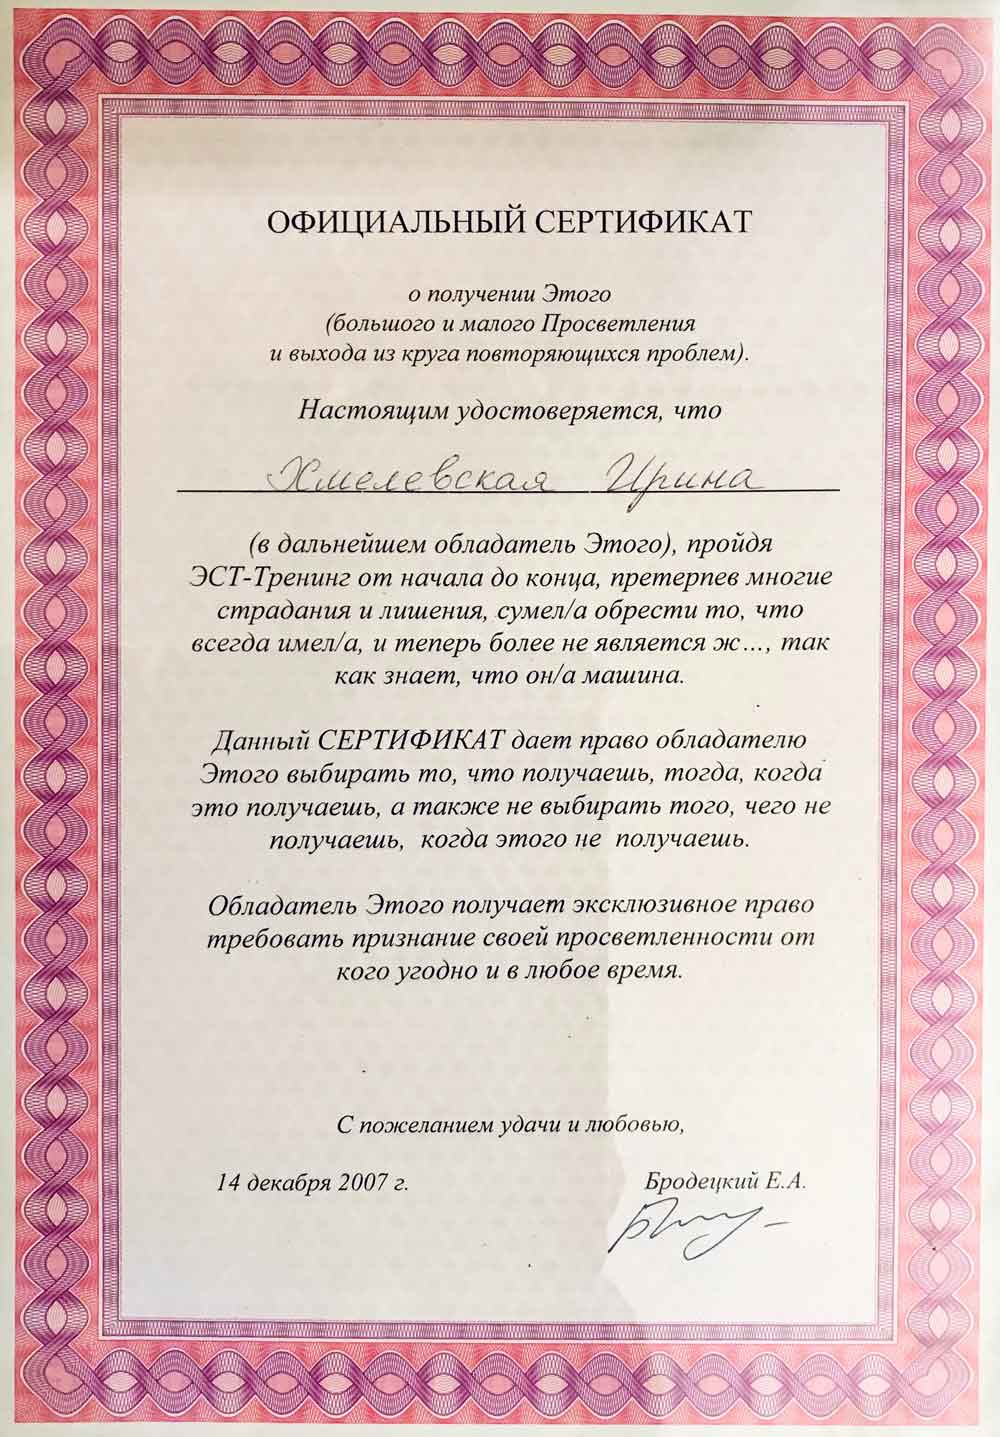 ОФИЦИАЛЬНЫЙ СЕРТИФИКАТ
о получении Этого
(большого и малого Просветления
и выхода из круга повторяющихся проблем).
Настоящим удостоверяется, что
Хмелевская Ирина
(в дальнейшем обладатель Этого), пройдя
ЭСТ-Тренинг от начала до конца, претерпев многие
страдания и лишения, сумел/а обрести то, что
всегда имел/а, и теперь более не является ж..., так
как знает, что он/а машина.
Данный СЕРТИФИКАТ дает право обладателю
Этого выбирать то, что получаешь, тогда, когда
это получаешь, а также не выбирать того, чего не
получаешь, когда этого не получаешь.
Обладатель Этого получает эксклюзивное право
требовать признание своей просветленности от
кого угодно и в любое время.
С пожеланием удачи и любовью,
14 декабря 2007 г. Бродецкий Е.А.